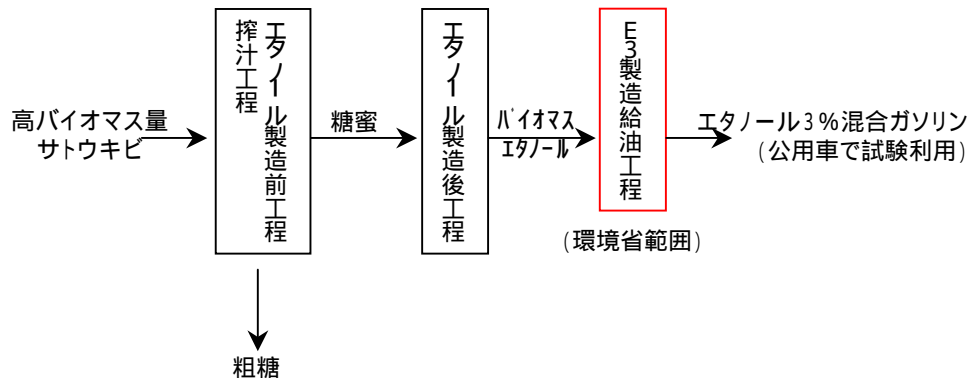 高バイオマス量
サトウキビ
エタノール製造前工程
搾汁工程
糖蜜
エタノール製造後工程
バイオマス
エタノール
E3製造給油工程
エタノール3%混合ガソリン
(公用車で試験利用)
(環境省範囲)
粗糖